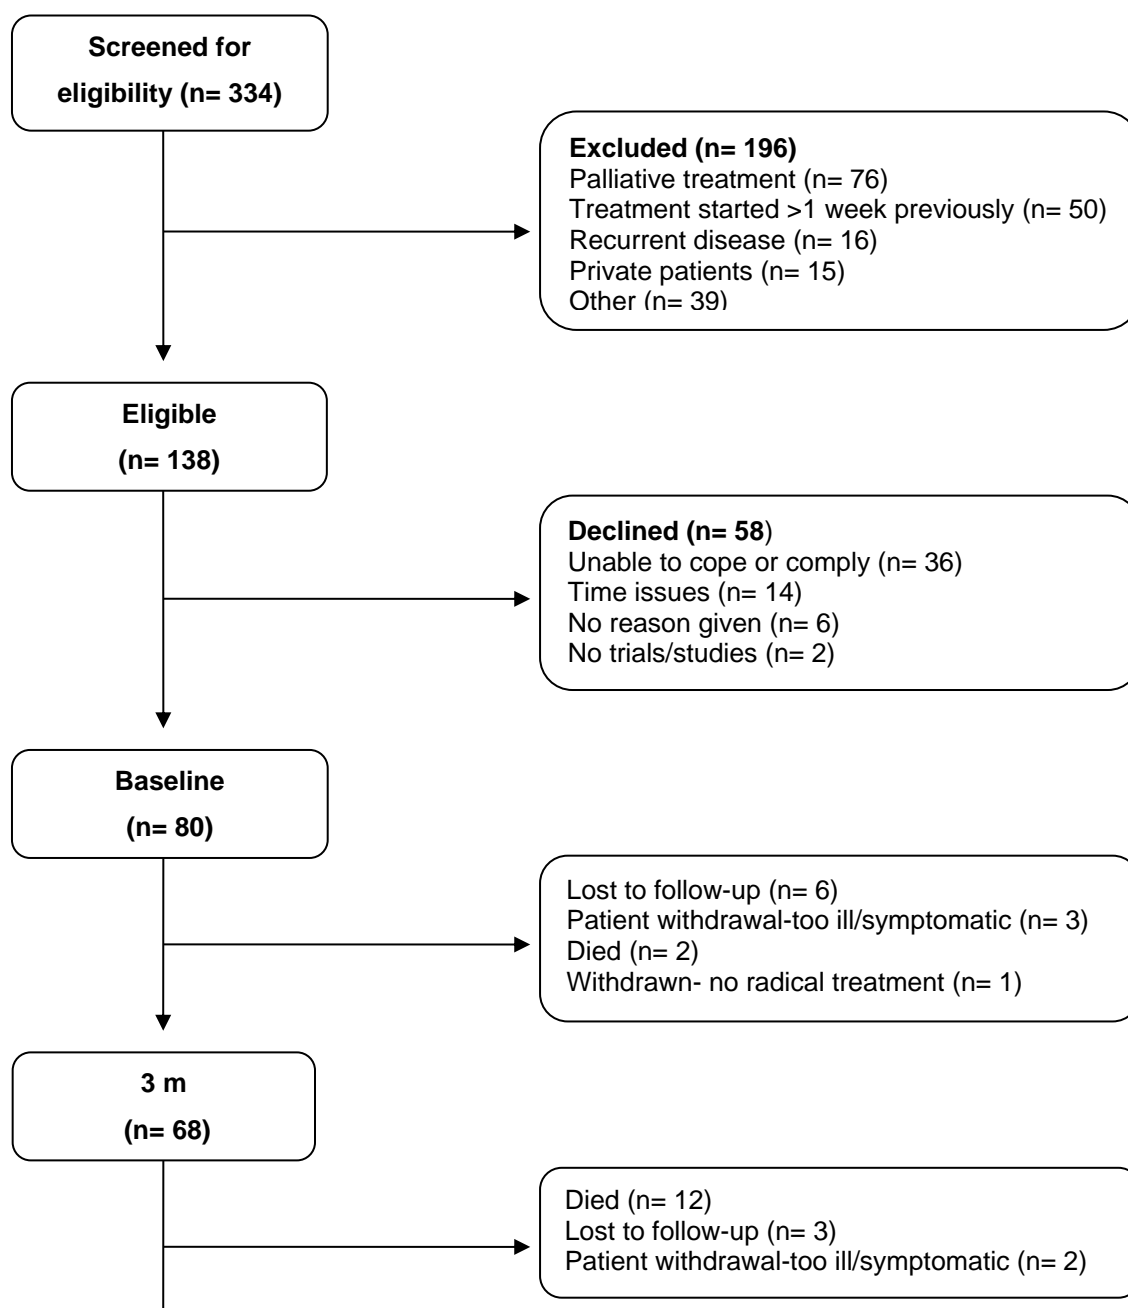 Screened for
eligibility (n= 334)
Excluded (n= 196)
Palliative treatment (n= 76)
Treatment started >1 week previously (n= 50)
Recurrent disease (n= 16)
Private patients (n= 15)
Other (n= 39)
Eligible
(n= 138)
Declined (n= 58)
Unable to cope or comply (n= 36)
Time issues (n= 14)
No reason given (n= 6)
No trials/studies (n= 2)
Baseline
(n= 80)
Lost to follow-up (n= 6)
Patient withdrawal-too ill/symptomatic (n= 3)
Died (n= 2)
Withdrawn- no radical treatment (n= 1)
3 m
(n= 68)
Died (n= 12)
Lost to follow-up (n= 3)
Patient withdrawal-too ill/symptomatic (n= 2)